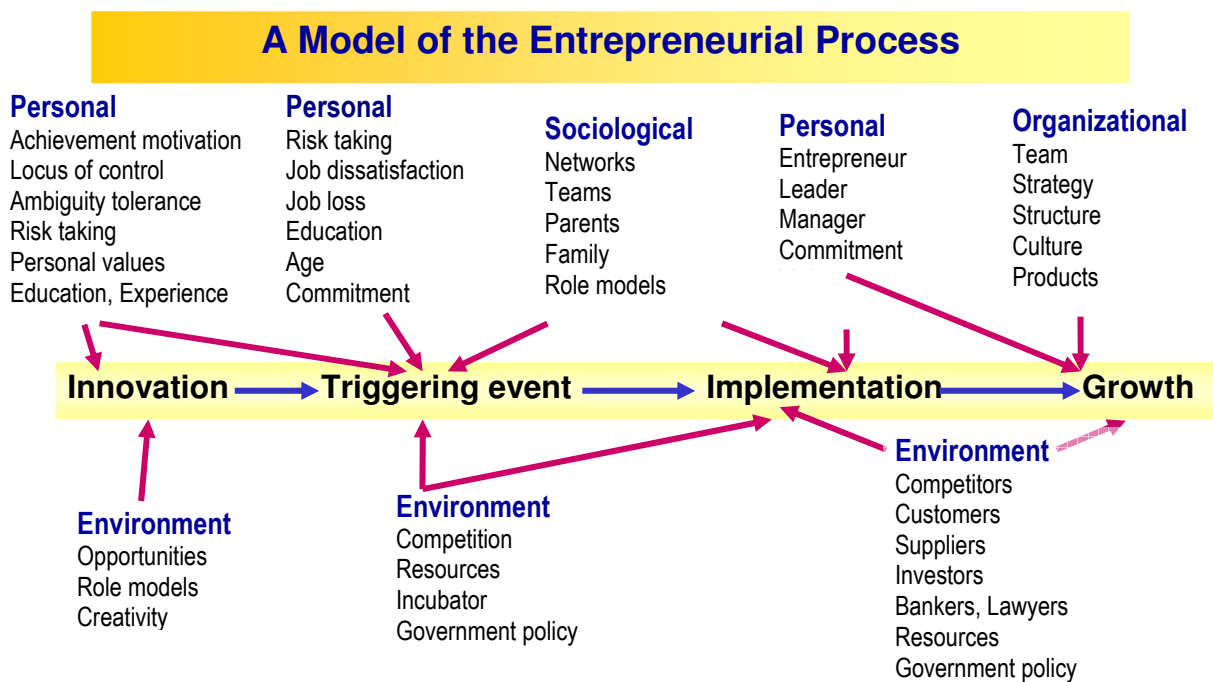 A Model of the Entrepreneurial Process
Personal
Achievement motivation
Locus of control
Ambiguity tolerance
Risk taking
Personal values
Education, Experience
Personal
Risk taking
Job dissatisfaction
Job loss
Education
Age
Commitment
Sociological
Networks
Teams
Parents
Family
Role models
Personal
Entrepreneur
Leader
Manager
Commitment
Organizational
Team
Strategy
Structure
Culture
Products
Innovation
Triggering event
Implementation
Growth
Environment
Opportunities
Role models
Creativity
Environment
Competition
Resources
Incubator
Government policy
Environment
Competitors
Customers
Suppliers
Investors
Bankers, Lawyers
Resources
Government policy